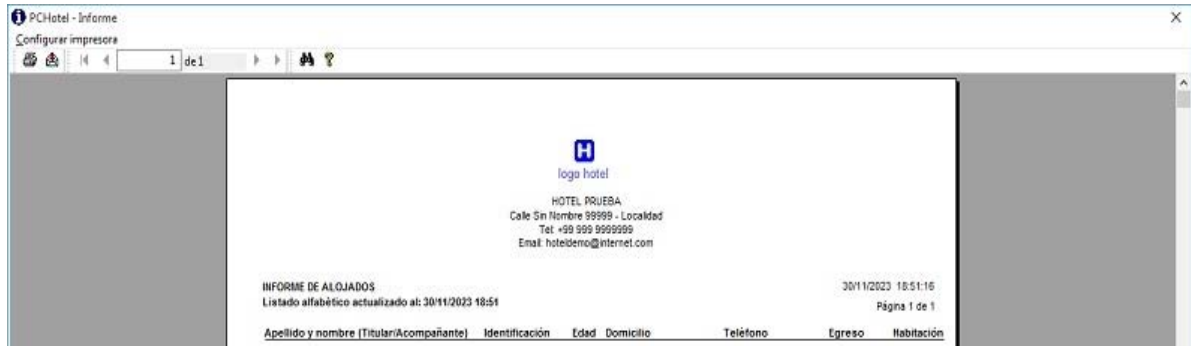 PCHotel - Informe
Configurar impresora
1 de 1
H
logo hotel
HOTEL PRUEBA
Calle Sin Nombre 99999 - Localidad
Tel: +99 999 9999999
Email: hoteldemo@internet.com
INFORME DE ALOJADOS 30/11/2023 18:51:16
Listado alfabético actualizado al: 30/11/2023 18:51 Página 1 de 1
Apellido y nombre (Titular/Acompañante) Identificación Edad Domicilio Teléfono Egreso Habitación